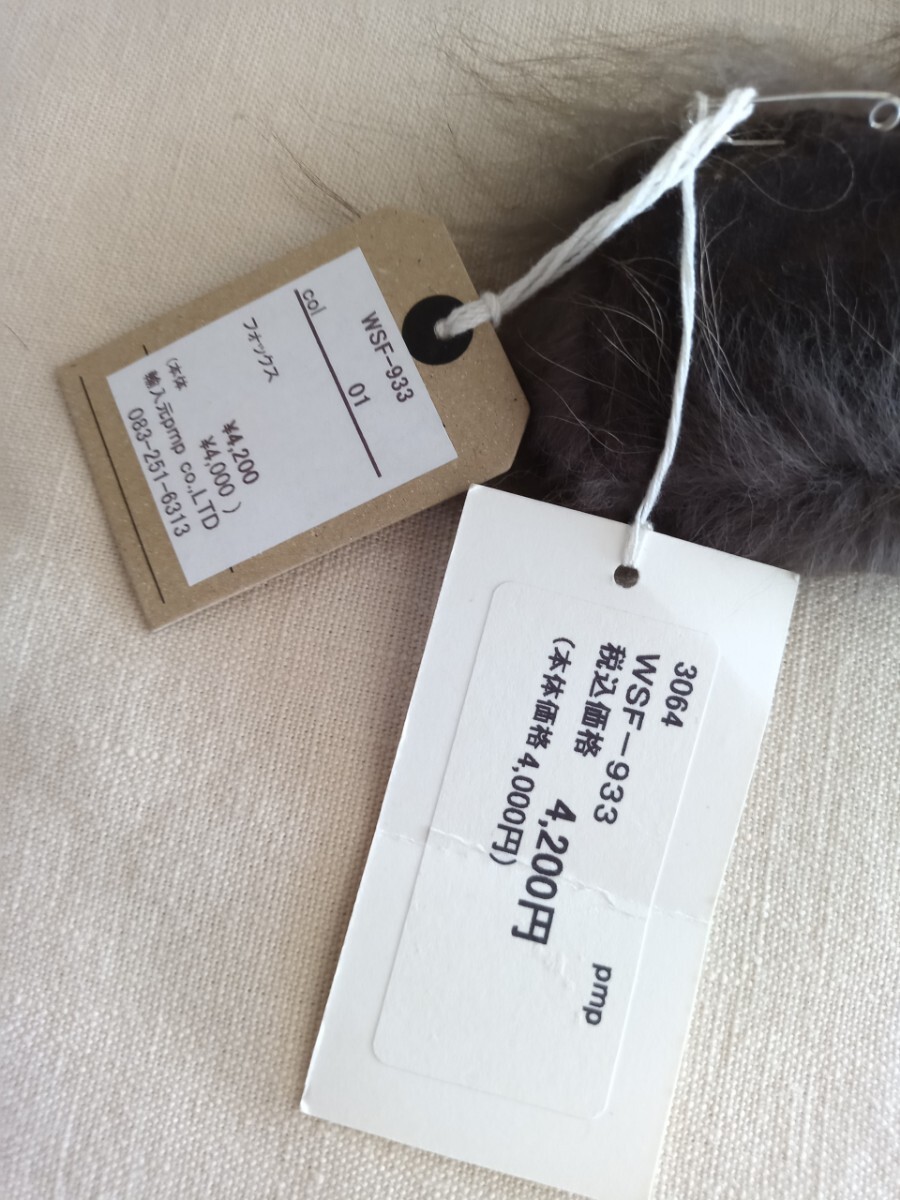 WSF-933
col 01
フォックス
¥4,200
(本体 ¥4,000)
輸入元pmp co.,LTD
083-251-6313
3064
WSF-933 pmp
税込価格 4,200円
(本体価格4,000円)